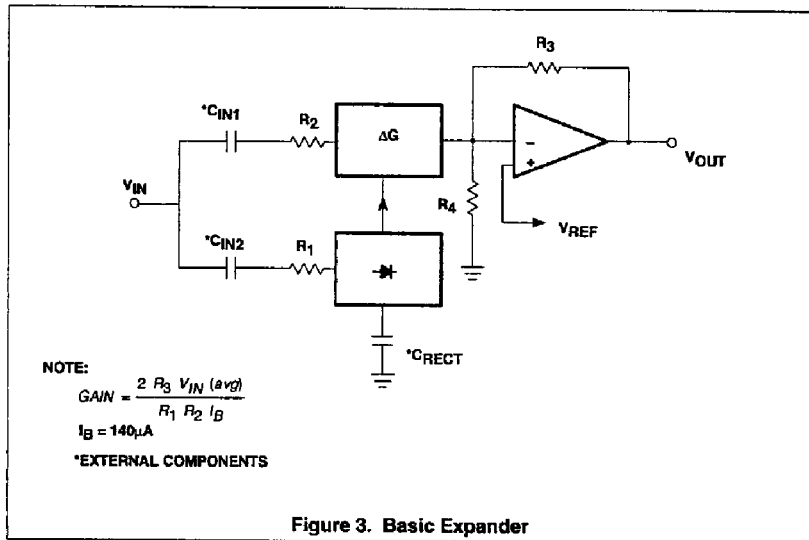 R3
*CIN1
R2
ΔG
−
+
VOUT
VIN
R4
VREF
*CIN2
R1
*CRECT
NOTE:
GAIN = 2 R3 VIN (avg) / R1 R2 IB
IB = 140μA
*EXTERNAL COMPONENTS
Figure 3. Basic Expander